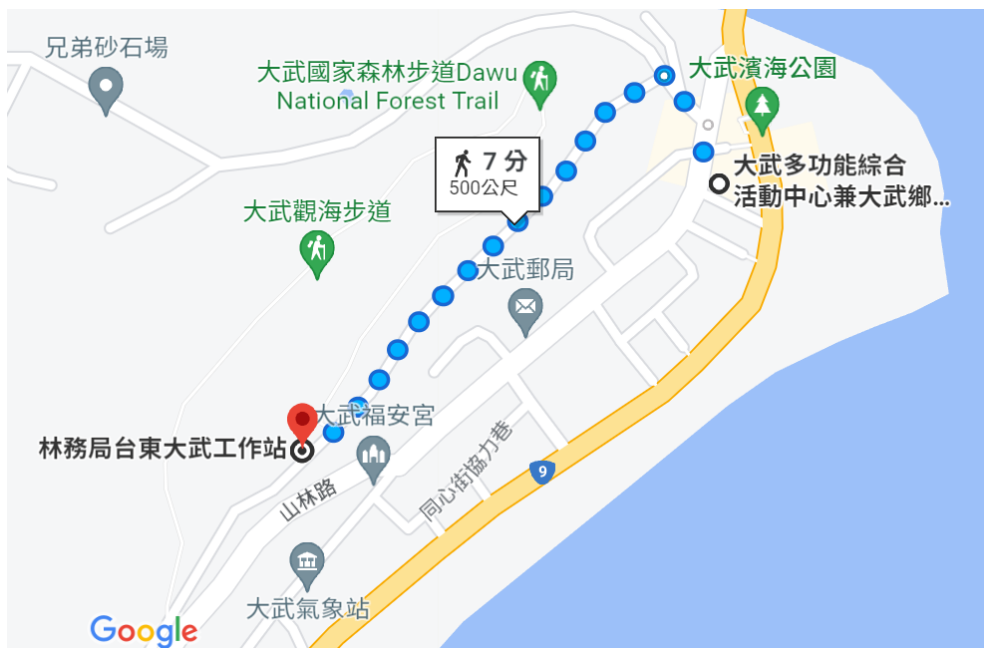 兄弟砂石場
大武國家森林步道Dawu
National Forest Trail
大武濱海公園
7 分
500公尺
大武多功能綜合
活動中心兼大武鄉...
大武觀海步道
大武郵局
大武福安宮
林務局台東大武工作站
山林路
同心街協力巷
9
大武氣象站
Google